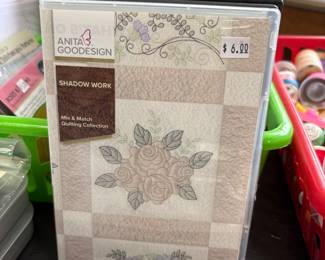 ANITA
GOODESIGN
$ 6.00
SHADOW WORK
Mix & Match
Quilting Collection